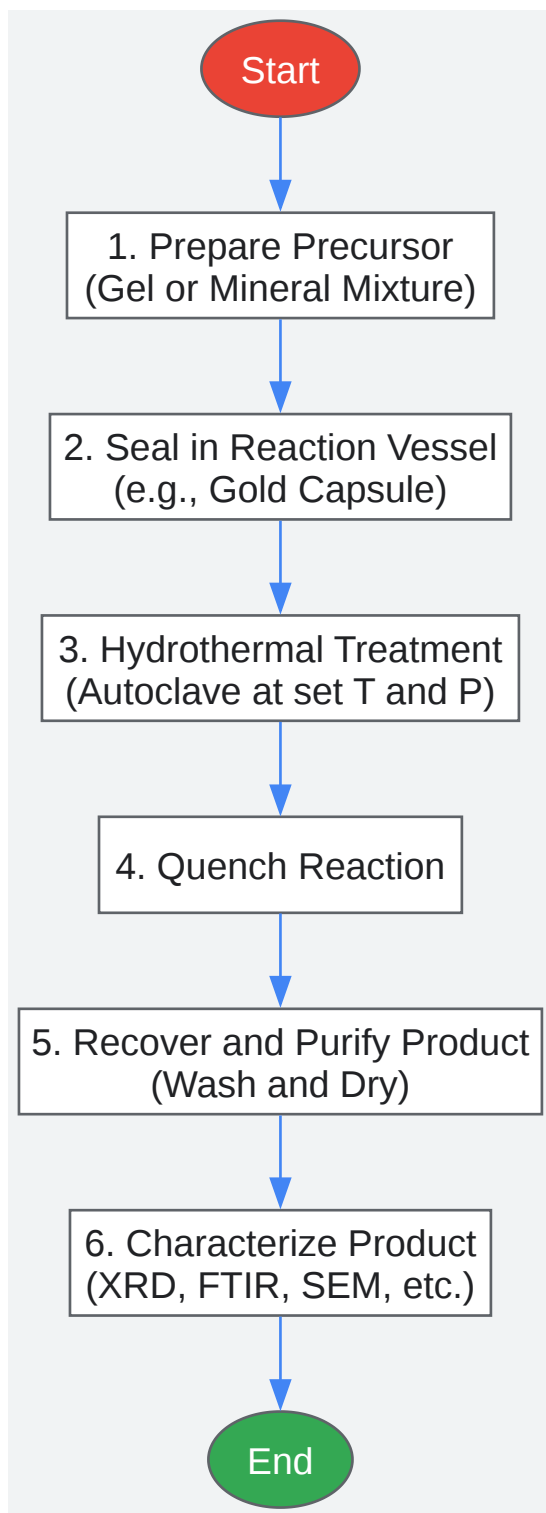 Start
1. Prepare Precursor
(Gel or Mineral Mixture)
2. Seal in Reaction Vessel
(e.g., Gold Capsule)
3. Hydrothermal Treatment
(Autoclave at set T and P)
4. Quench Reaction
5. Recover and Purify Product
(Wash and Dry)
6. Characterize Product
(XRD, FTIR, SEM, etc.)
End